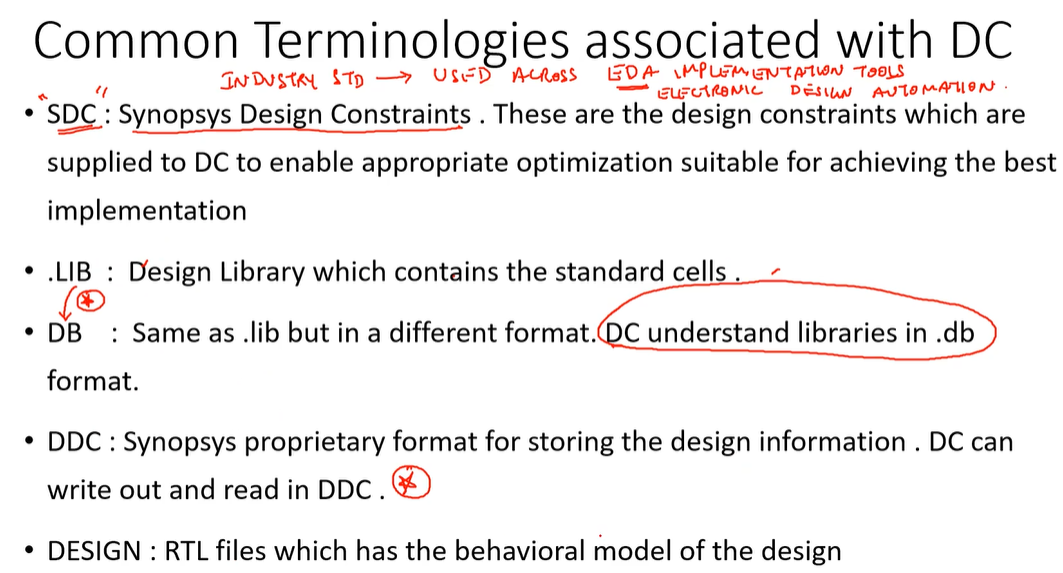 Common Terminologies associated with DC
INDUSTRY STD → USED ACROSS EDA IMPLEMENTATION TOOLS
ELECTRONIC DESIGN AUTOMATION.
• "SDC" : Synopsys Design Constraints . These are the design constraints which are
supplied to DC to enable appropriate optimization suitable for achieving the best
implementation
• .LIB : Design Library which contains the standard cells .
• DB : Same as .lib but in a different format. DC understand libraries in .db
format.
• DDC : Synopsys proprietary format for storing the design information . DC can
write out and read in DDC .
• DESIGN : RTL files which has the behavioral model of the design